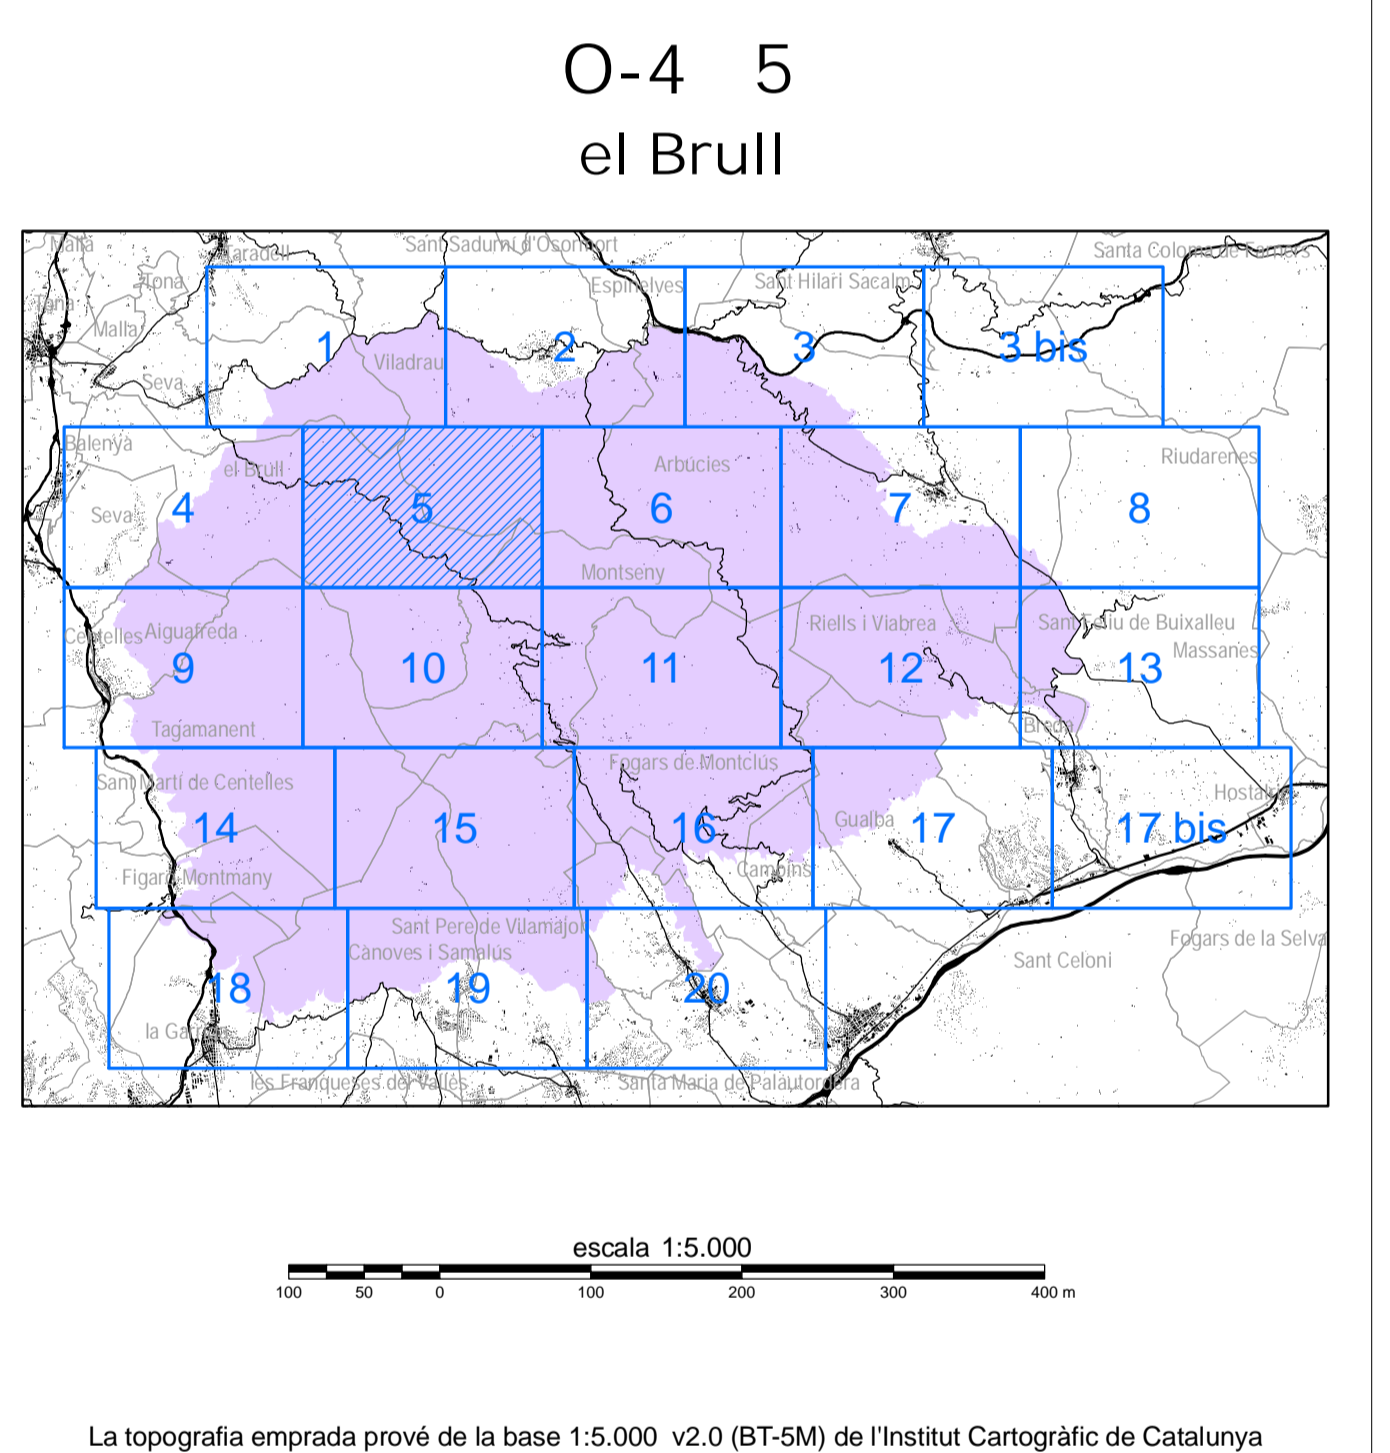 O-4 5
el Brull
Malla
Taradell
Sant Sadurní d'Osormort
Santa Coloma de Farners
Tona
Espinelves
Sant Hilari Sacalm
Tona
Malla
1
2
3
3 bis
Viladrau
Seva
Balenyà
el Brull
Arbúcies
Riudarenes
Seva
4
5
6
7
8
Montseny
Centelles
Aiguafreda
Riells i Viabrea
Sant Feliu de Buixalleu
Massanes
9
10
11
12
13
Tagamanent
Breda
Fogars de Montclús
Sant Martí de Centelles
Hostalric
14
15
16
Gualba
17
17 bis
Figaró-Montmany
Campins
Sant Pere de Vilamajor
Cànoves i Samalús
Fogars de la Selva
Sant Celoni
18
19
20
la Garriga
les Franqueses del Vallès
Santa Maria de Palautordera
escala 1:5.000
100 50 0 100 200 300 400 m
La topografia emprada prové de la base 1:5.000 v2.0 (BT-5M) de l'Institut Cartogràfic de Catalunya